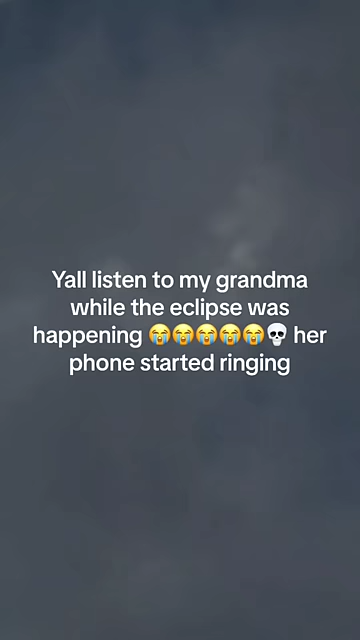 Yall listen to my grandma
while the eclipse was
happening 😭😭😭😭😭💀 her
phone started ringing